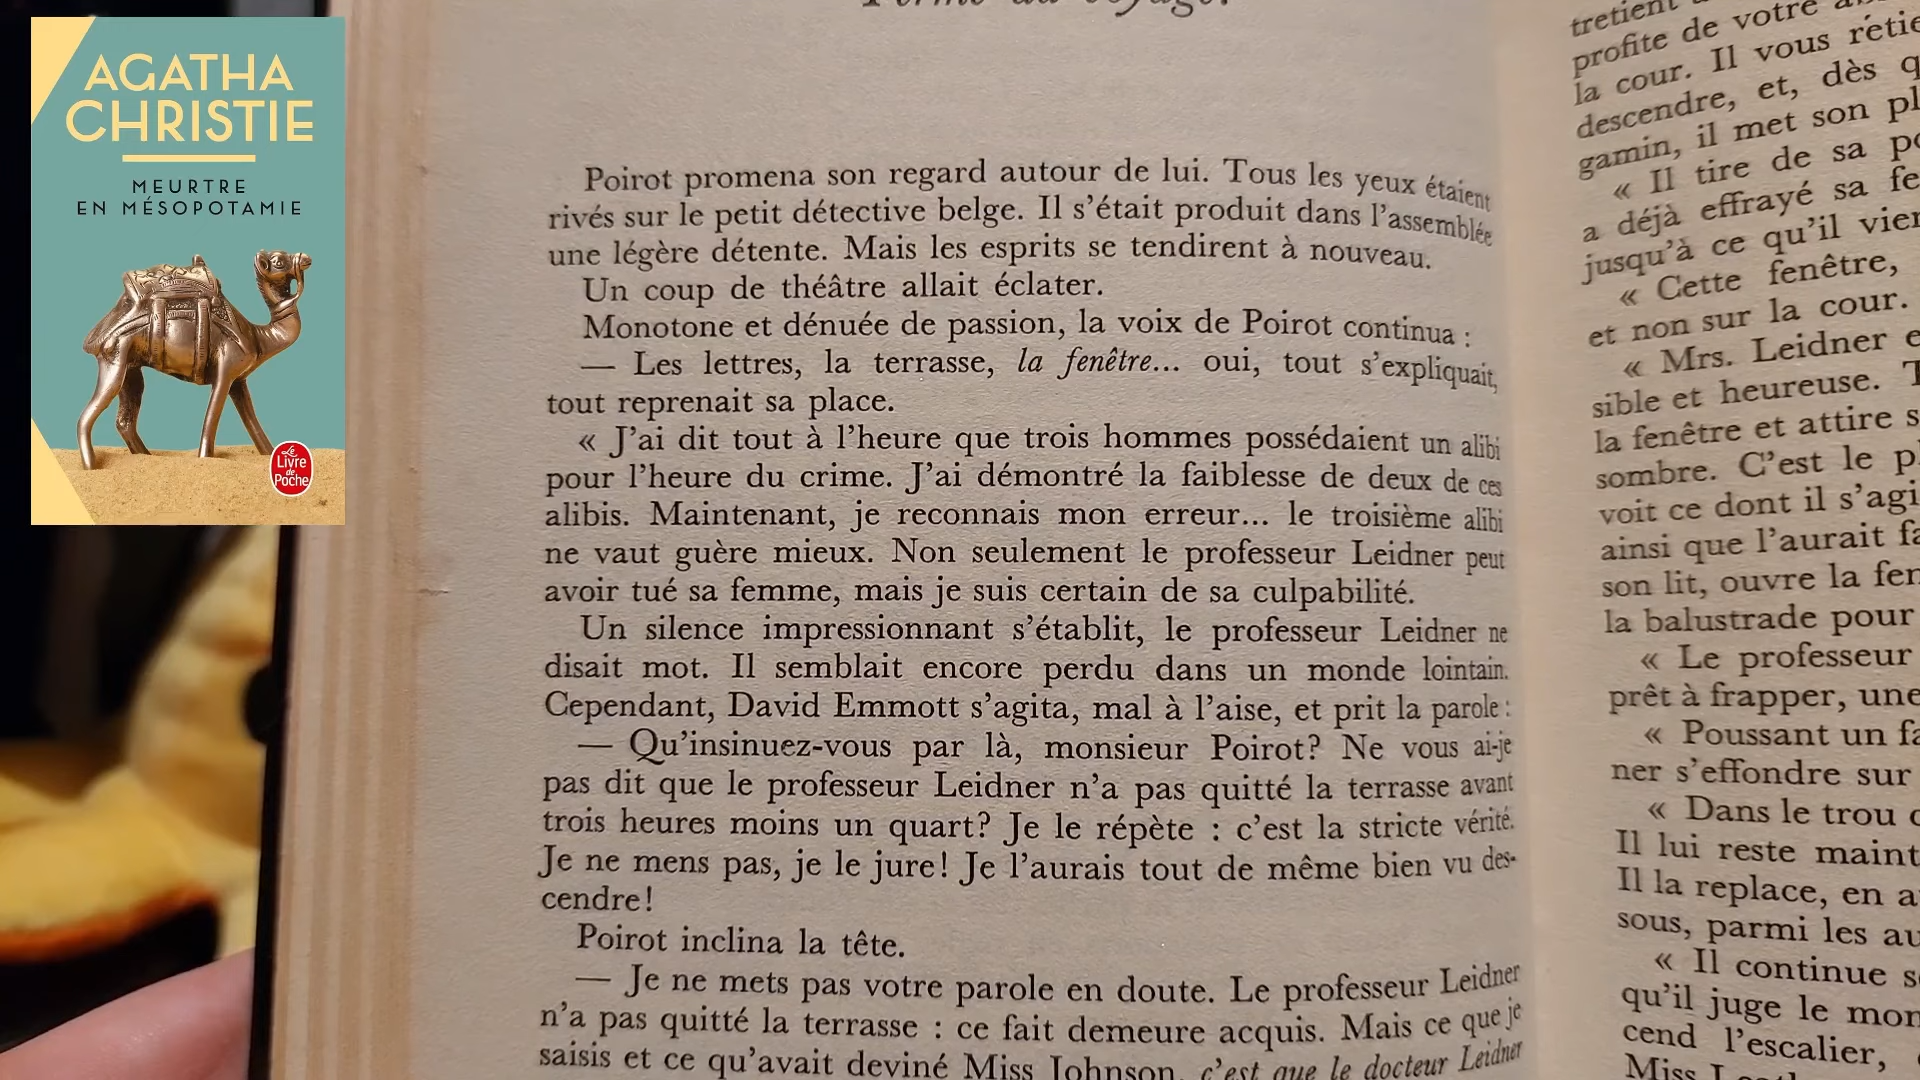 AGATHA
CHRISTIE
MEURTRE
EN MÉSOPOTAMIE
Le
Livre
de
Poche
Poirot promena son regard autour de lui. Tous les yeux étaient
rivés sur le petit détective belge. Il s'était produit dans l'assemblée
une légère détente. Mais les esprits se tendirent à nouveau.
Un coup de théâtre allait éclater.
Monotone et dénuée de passion, la voix de Poirot continua :
— Les lettres, la terrasse, la fenêtre... oui, tout s'expliquait,
tout reprenait sa place.
« J'ai dit tout à l'heure que trois hommes possédaient un alibi
pour l'heure du crime. J'ai démontré la faiblesse de deux de ces
alibis. Maintenant, je reconnais mon erreur... le troisième alibi
ne vaut guère mieux. Non seulement le professeur Leidner peut
avoir tué sa femme, mais je suis certain de sa culpabilité.
Un silence impressionnant s'établit, le professeur Leidner ne
disait mot. Il semblait encore perdu dans un monde lointain.
Cependant, David Emmott s'agita, mal à l'aise, et prit la parole :
— Qu'insinuez-vous par là, monsieur Poirot? Ne vous ai-je
pas dit que le professeur Leidner n'a pas quitté la terrasse avant
trois heures moins un quart? Je le répète : c'est la stricte vérité.
Je ne mens pas, je le jure! Je l'aurais tout de même bien vu des-
cendre!
Poirot inclina la tête.
— Je ne mets pas votre parole en doute. Le professeur Leidner
n'a pas quitté la terrasse : ce fait demeure acquis. Mais ce que je
saisis et ce qu'avait deviné Miss Johnson, c'est que le docteur Leidner
tretient
profite de votre
la cour. Il vous
descendre, et, dès
gamin, il met son
« Il tire de sa
a déjà effrayé sa
jusqu'à ce qu'il
« Cette fenêtre,
et non sur la cour.
« Mrs. Leidner
sible et heureuse.
la fenêtre et attire
sombre. C'est le
voit ce dont il
ainsi que l'aurait
son lit, ouvre la
la balustrade pour
« Le professeur
prêt à frapper, une
« Poussant un
ner s'effondre sur
« Dans le trou
Il lui reste
Il la replace, en
sous, parmi les
« Il continue
qu'il juge le
cend l'escalier,
Miss